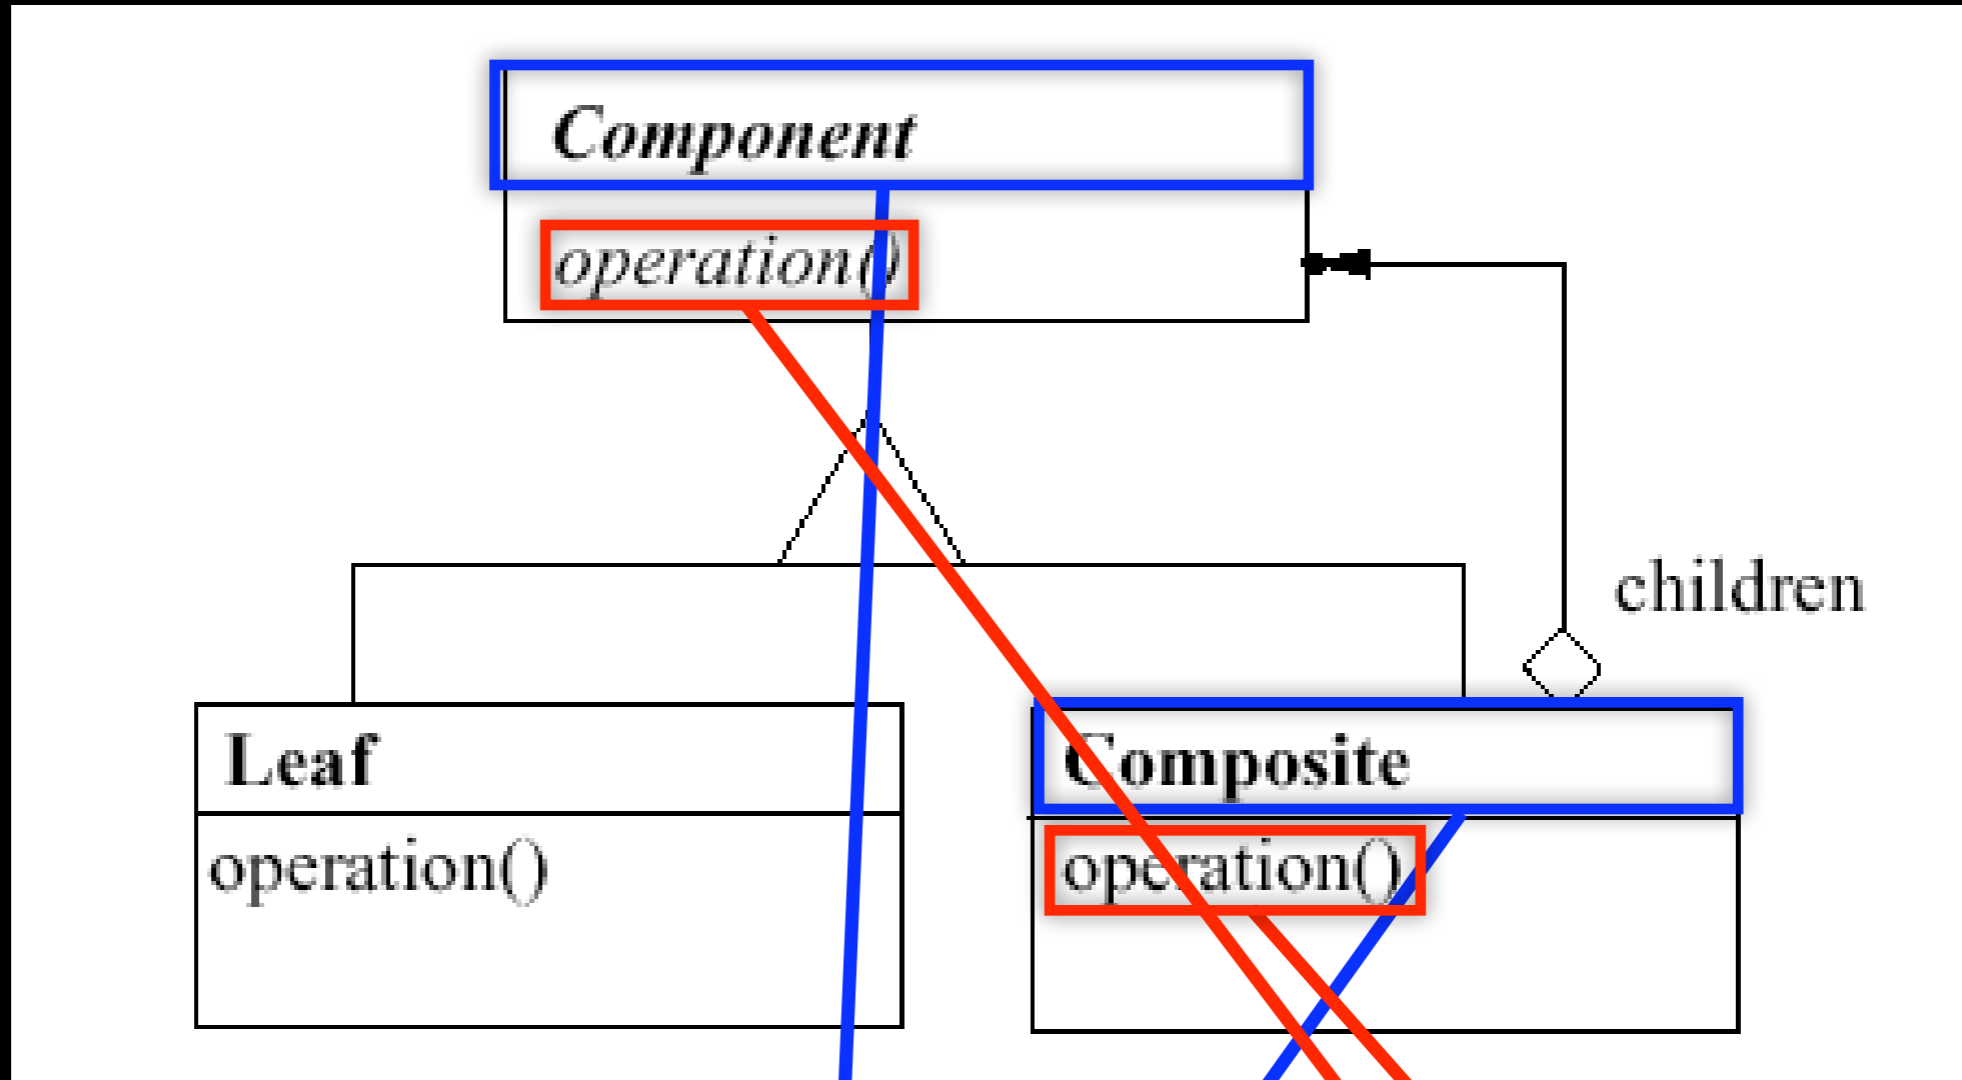 Component
operation()
children
Leaf
operation()
Composite
operation()